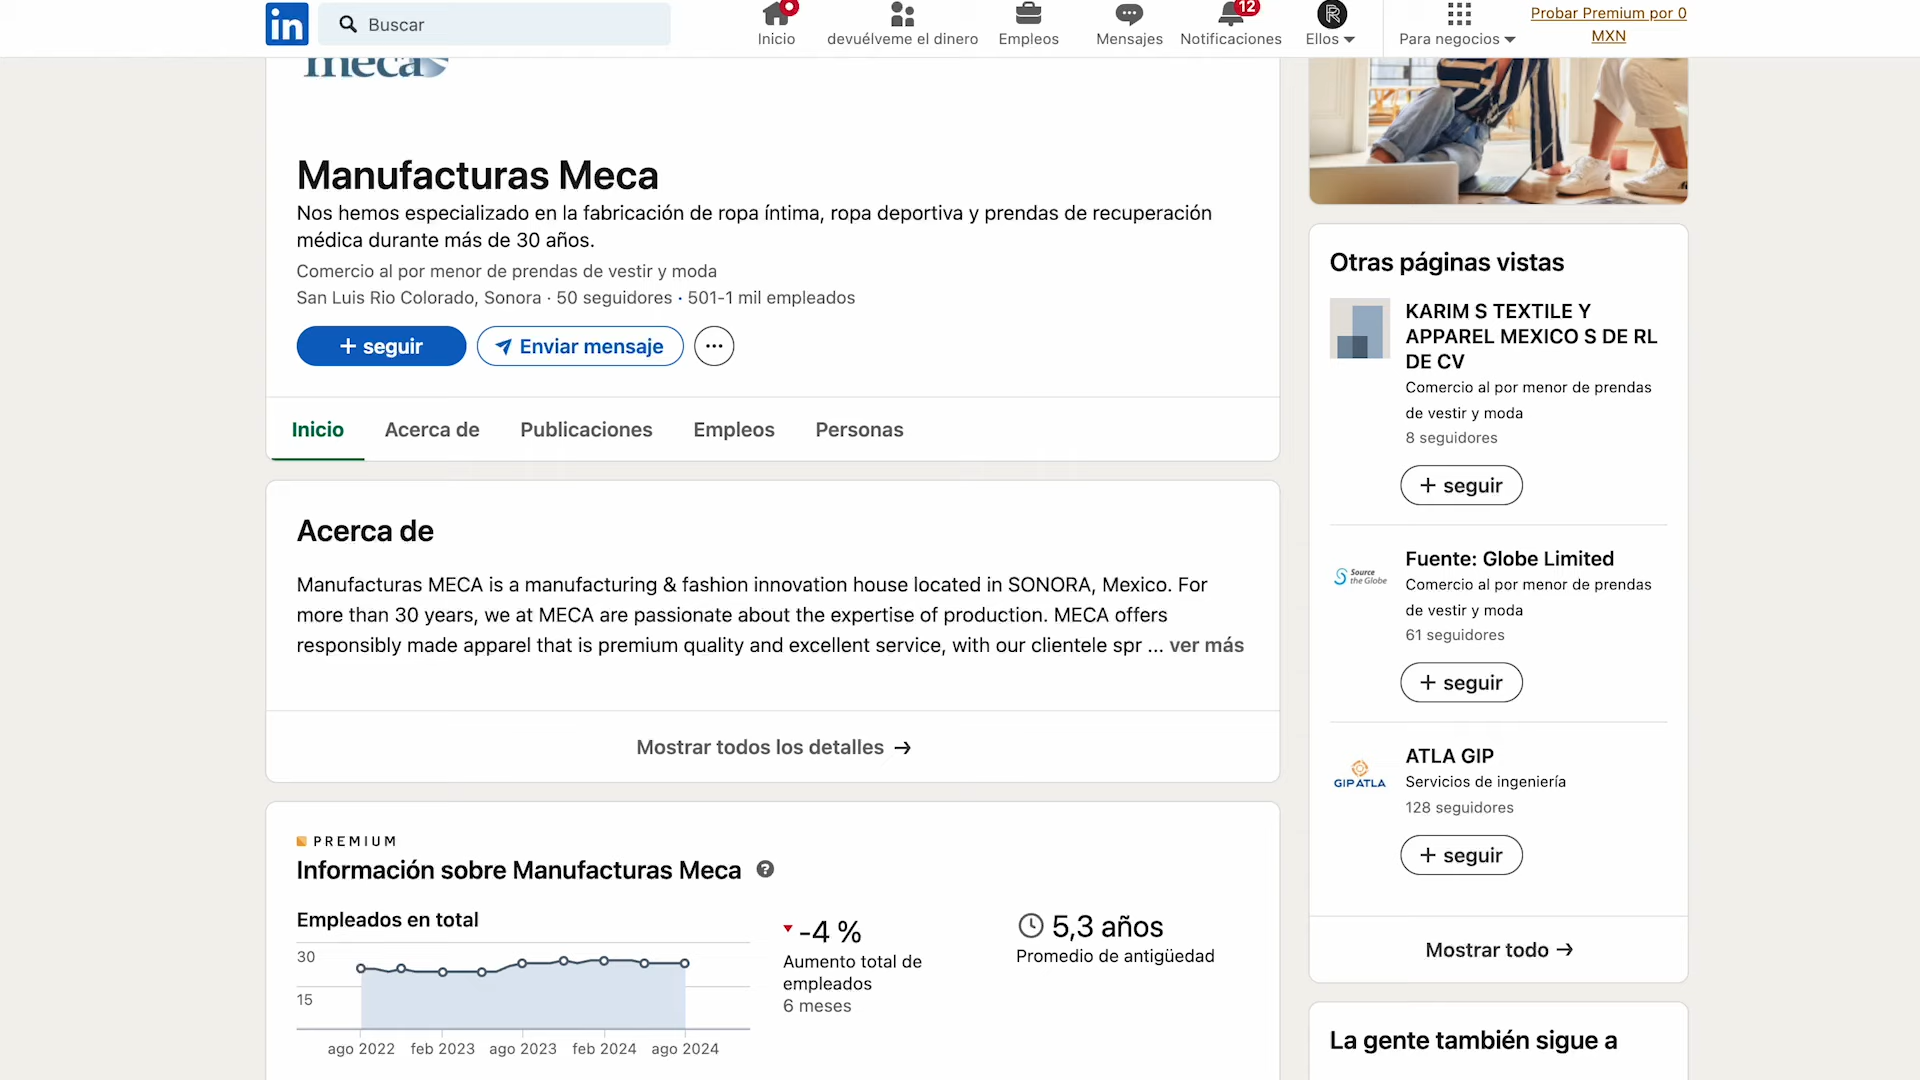 in
Buscar
Inicio
devuélveme el dinero
Empleos
Mensajes
12
Notificaciones
Ellos
Para negocios
Probar Premium por 0
MXN
meca
Manufacturas Meca
Nos hemos especializado en la fabricación de ropa íntima, ropa deportiva y prendas de recuperación
médica durante más de 30 años.
Comercio al por menor de prendas de vestir y moda
San Luis Rio Colorado, Sonora · 50 seguidores · 501-1 mil empleados
+ seguir
Enviar mensaje
Inicio
Acerca de
Publicaciones
Empleos
Personas
Acerca de
Manufacturas MECA is a manufacturing & fashion innovation house located in SONORA, Mexico. For
more than 30 years, we at MECA are passionate about the expertise of production. MECA offers
responsibly made apparel that is premium quality and excellent service, with our clientele spr ... ver más
Mostrar todos los detalles →
PREMIUM
Información sobre Manufacturas Meca
Empleados en total
30
15
ago 2022
feb 2023
ago 2023
feb 2024
ago 2024
-4 %
Aumento total de
empleados
6 meses
5,3 años
Promedio de antigüedad
Otras páginas vistas
KARIM S TEXTILE Y
APPAREL MEXICO S DE RL
DE CV
Comercio al por menor de prendas
de vestir y moda
8 seguidores
+ seguir
Source
the Globe
Fuente: Globe Limited
Comercio al por menor de prendas
de vestir y moda
61 seguidores
+ seguir
GIP ATLA
ATLA GIP
Servicios de ingeniería
128 seguidores
+ seguir
Mostrar todo →
La gente también sigue a